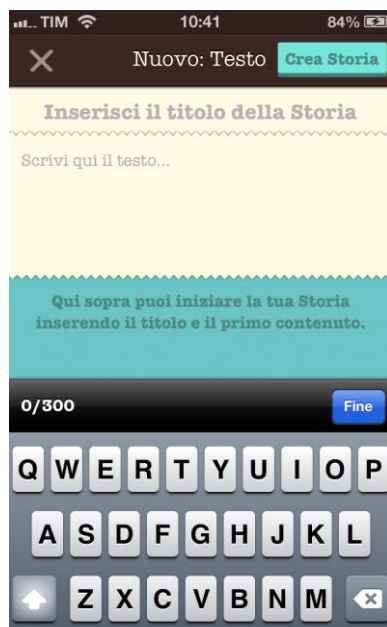 TIM 10:41 84%
Nuovo: Testo Crea Storia
Inserisci il titolo della Storia
Scrivi qui il testo...
Qui sopra puoi iniziare la tua Storia
inserendo il titolo e il primo contenuto.
0/300 Fine
Q W E R T Y U I O P
A S D F G H J K L
Z X C V B N M